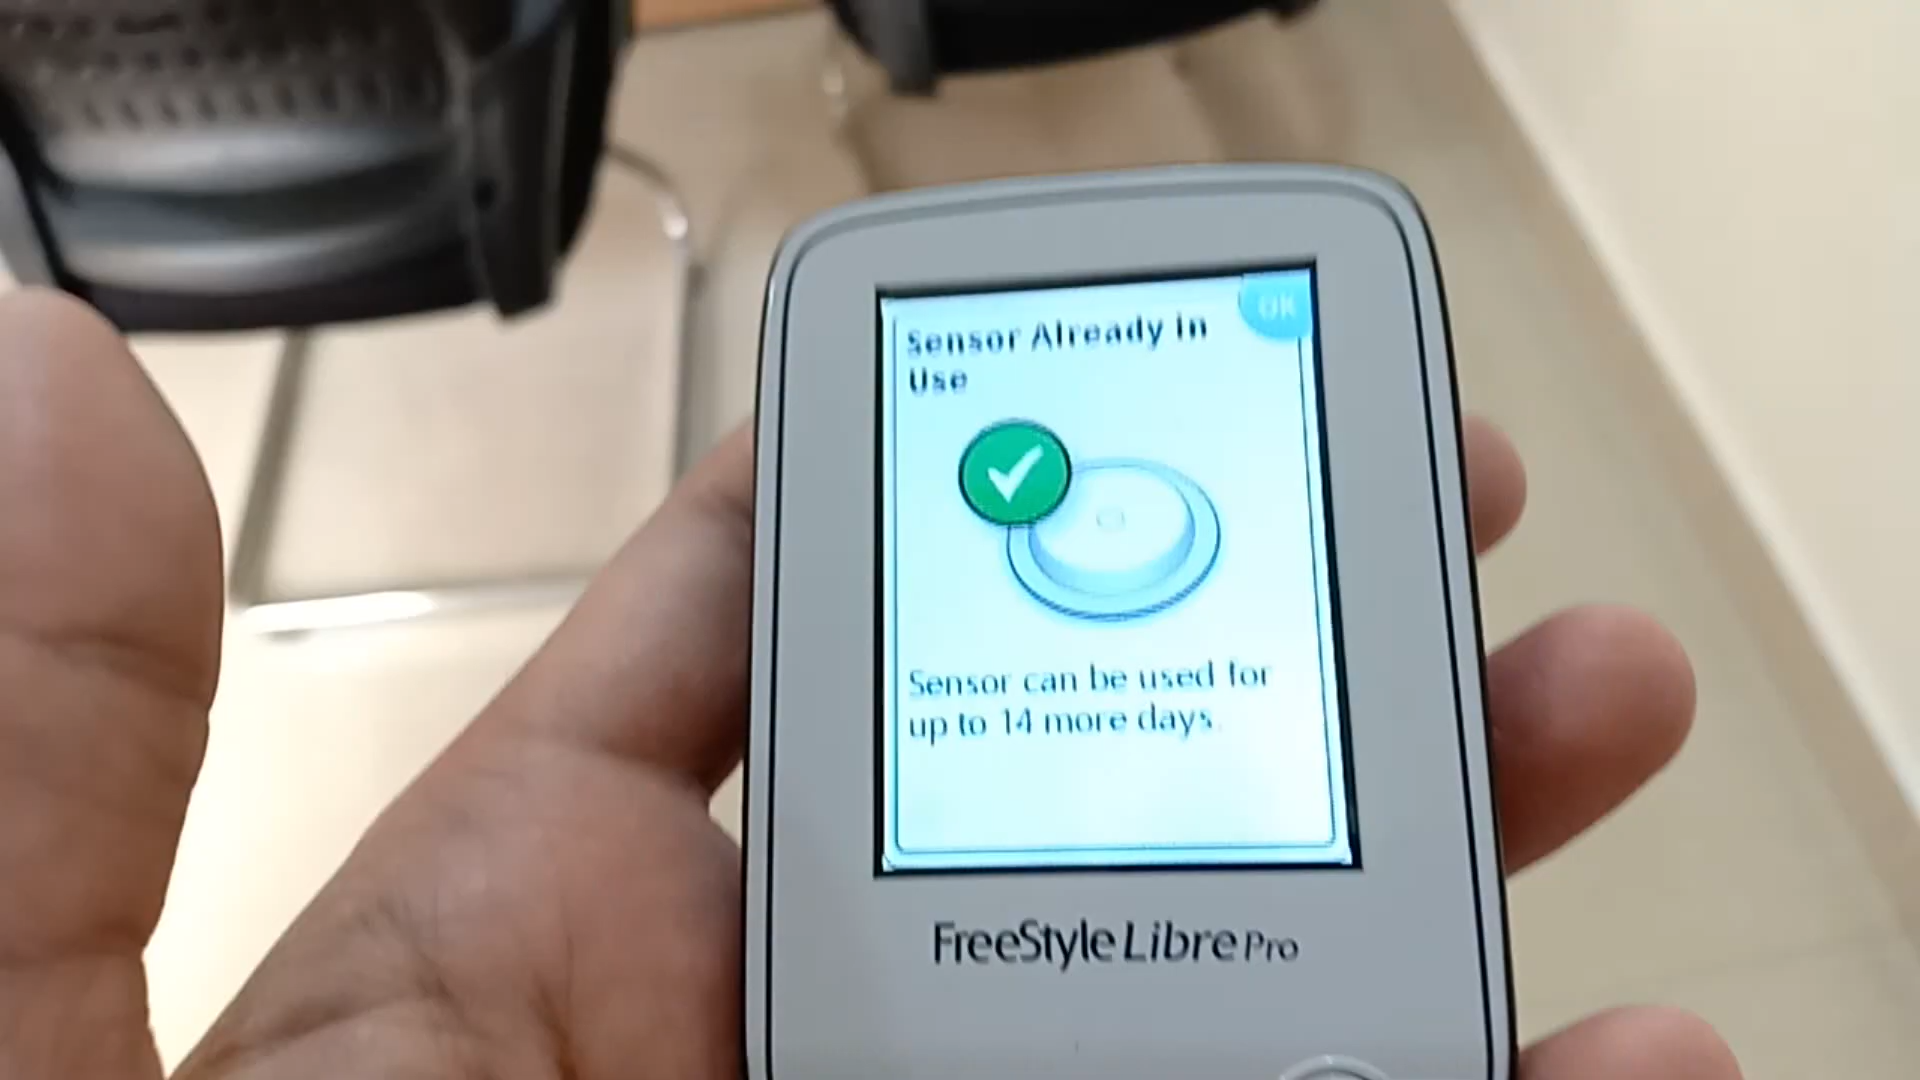 OK
Sensor Already in
Use
Sensor can be used for
up to 14 more days.
FreeStyle Libre Pro